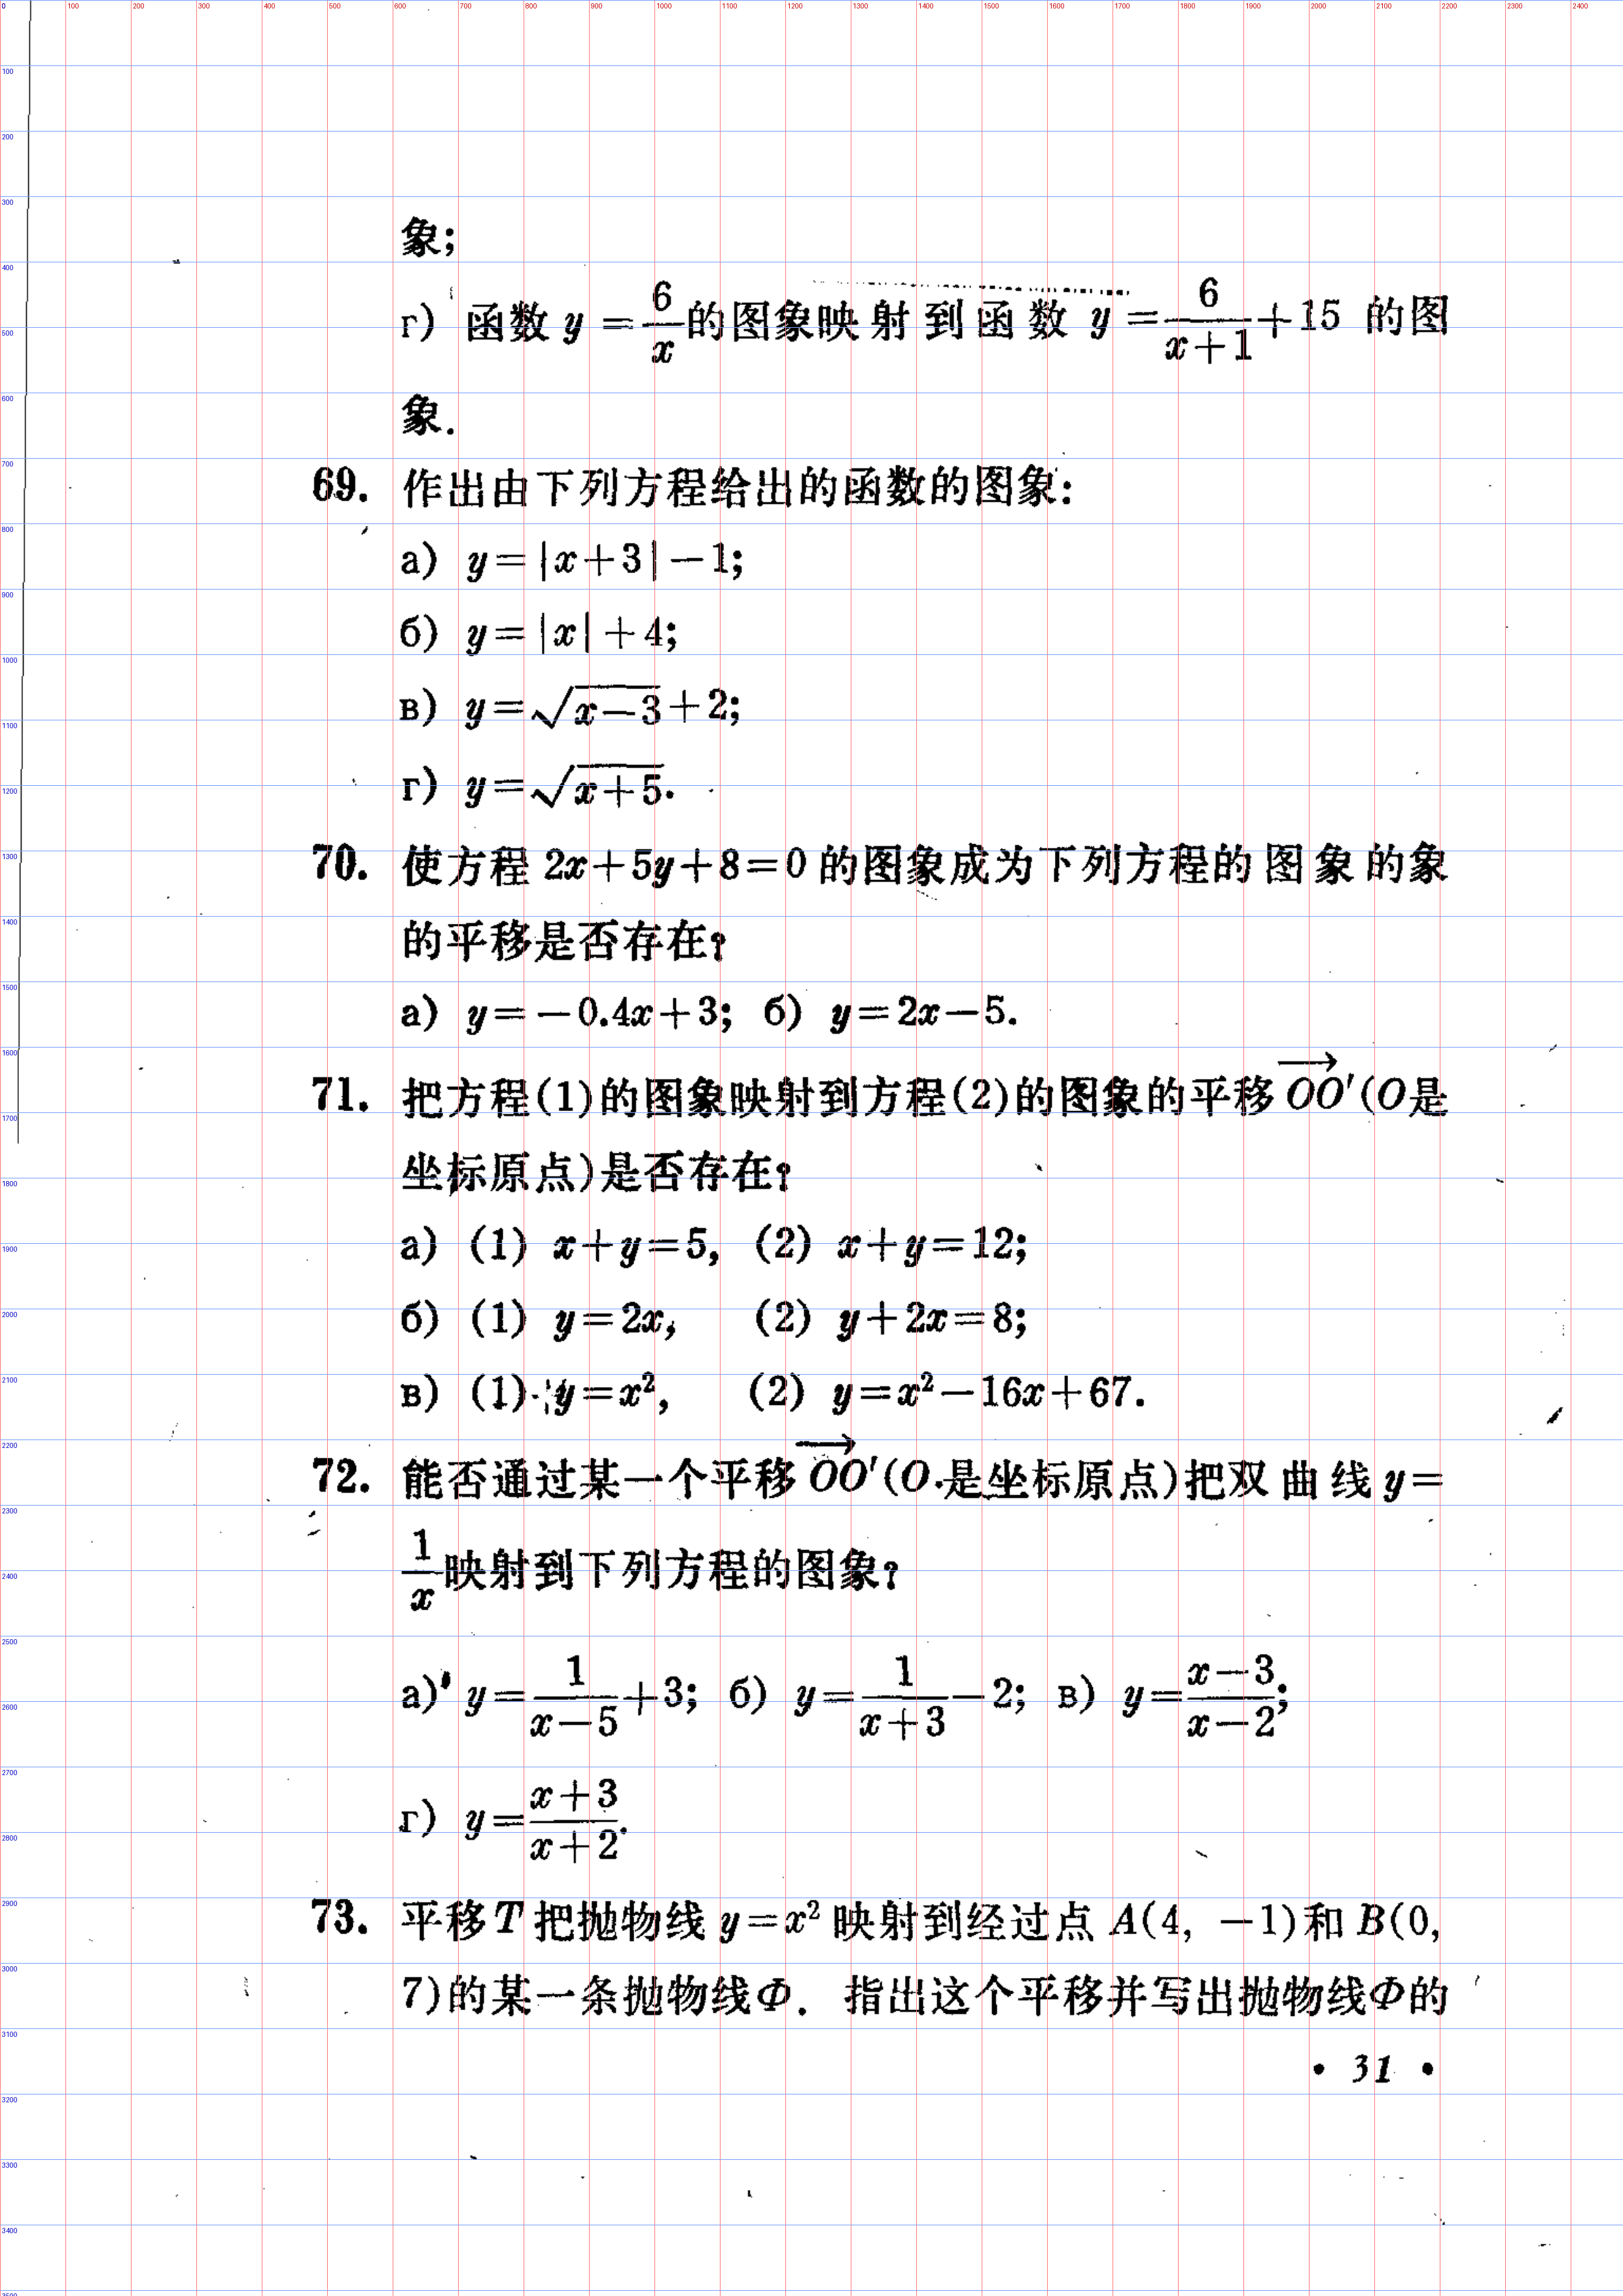 象;
г) 函数 y = 6/x 的图象映射到函数 y = 6/(x+1) + 15 的图
象.
69. 作出由下列方程给出的函数的图象:
а) y=|x+3|-1;
б) y=|x|+4;
в) y=√(x-3)+2;
г) y=√(x+5).
70. 使方程 2x+5y+8=0 的图象成为下列方程的图象的象
的平移是否存在?
а) y=-0.4x+3; б) y=2x-5.
71. 把方程(1)的图象映射到方程(2)的图象的平移 \overrightarrow{OO'}(O是
坐标原点)是否存在?
а) (1) x+y=5, (2) x+y=12;
б) (1) y=2x, (2) y+2x=8;
в) (1) y=x², (2) y=x²-16x+67.
72. 能否通过某一个平移 \overrightarrow{OO'}(O是坐标原点)把双曲线 y=
1/x 映射到下列方程的图象?
а) y=1/(x-5)+3; б) y=1/(x+3)-2; в) y=(x-3)/(x-2);
г) y=(x+3)/(x+2).
73. 平移T把抛物线 y=x² 映射到经过点 A(4, -1)和 B(0,
7)的某一条抛物线Φ. 指出这个平移并写出抛物线Φ的
• 31 •